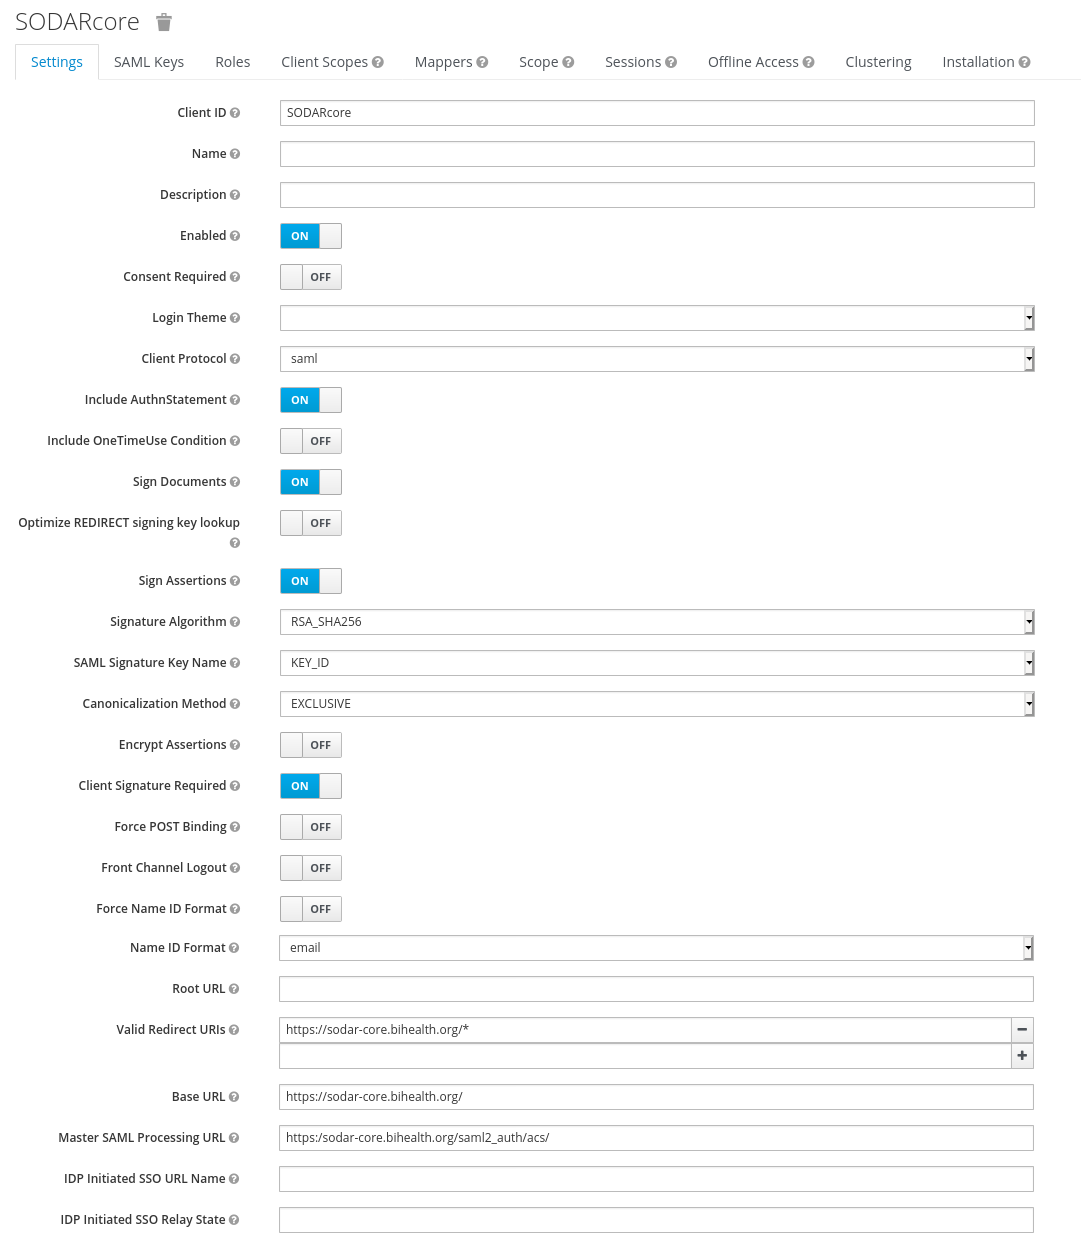 SODARcore
Settings SAML Keys Roles Client Scopes Mappers Scope Sessions Offline Access Clustering Installation
Client ID SODARcore
Name
Description
Enabled ON
Consent Required OFF
Login Theme
Client Protocol saml
Include AuthnStatement ON
Include OneTimeUse Condition OFF
Sign Documents ON
Optimize REDIRECT signing key lookup OFF
Sign Assertions ON
Signature Algorithm RSA_SHA256
SAML Signature Key Name KEY_ID
Canonicalization Method EXCLUSIVE
Encrypt Assertions OFF
Client Signature Required ON
Force POST Binding OFF
Front Channel Logout OFF
Force Name ID Format OFF
Name ID Format email
Root URL
Valid Redirect URIs https://sodar-core.bihealth.org/*
Base URL https://sodar-core.bihealth.org/
Master SAML Processing URL https:/sodar-core.bihealth.org/saml2_auth/acs/
IDP Initiated SSO URL Name
IDP Initiated SSO Relay State